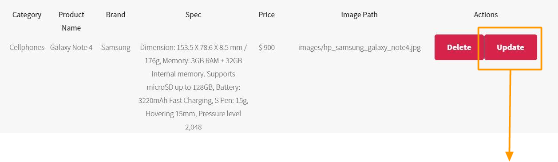 Category Product Name Brand Spec Price Image Path Actions
Cellphones Galaxy Note 4 Samsung Dimension: 153.5 X 78.6 X 8.5 mm / $ 900 images/hp_samsung_galaxy_note4.jpg Delete Update
176g, Memory: 3GB RAM + 32GB
Internal memory, Supports
microSD up to 128GB, Battery:
3220mAh Fast Charging, S Pen: 15g,
Hovering 15mm, Pressure level
2,048